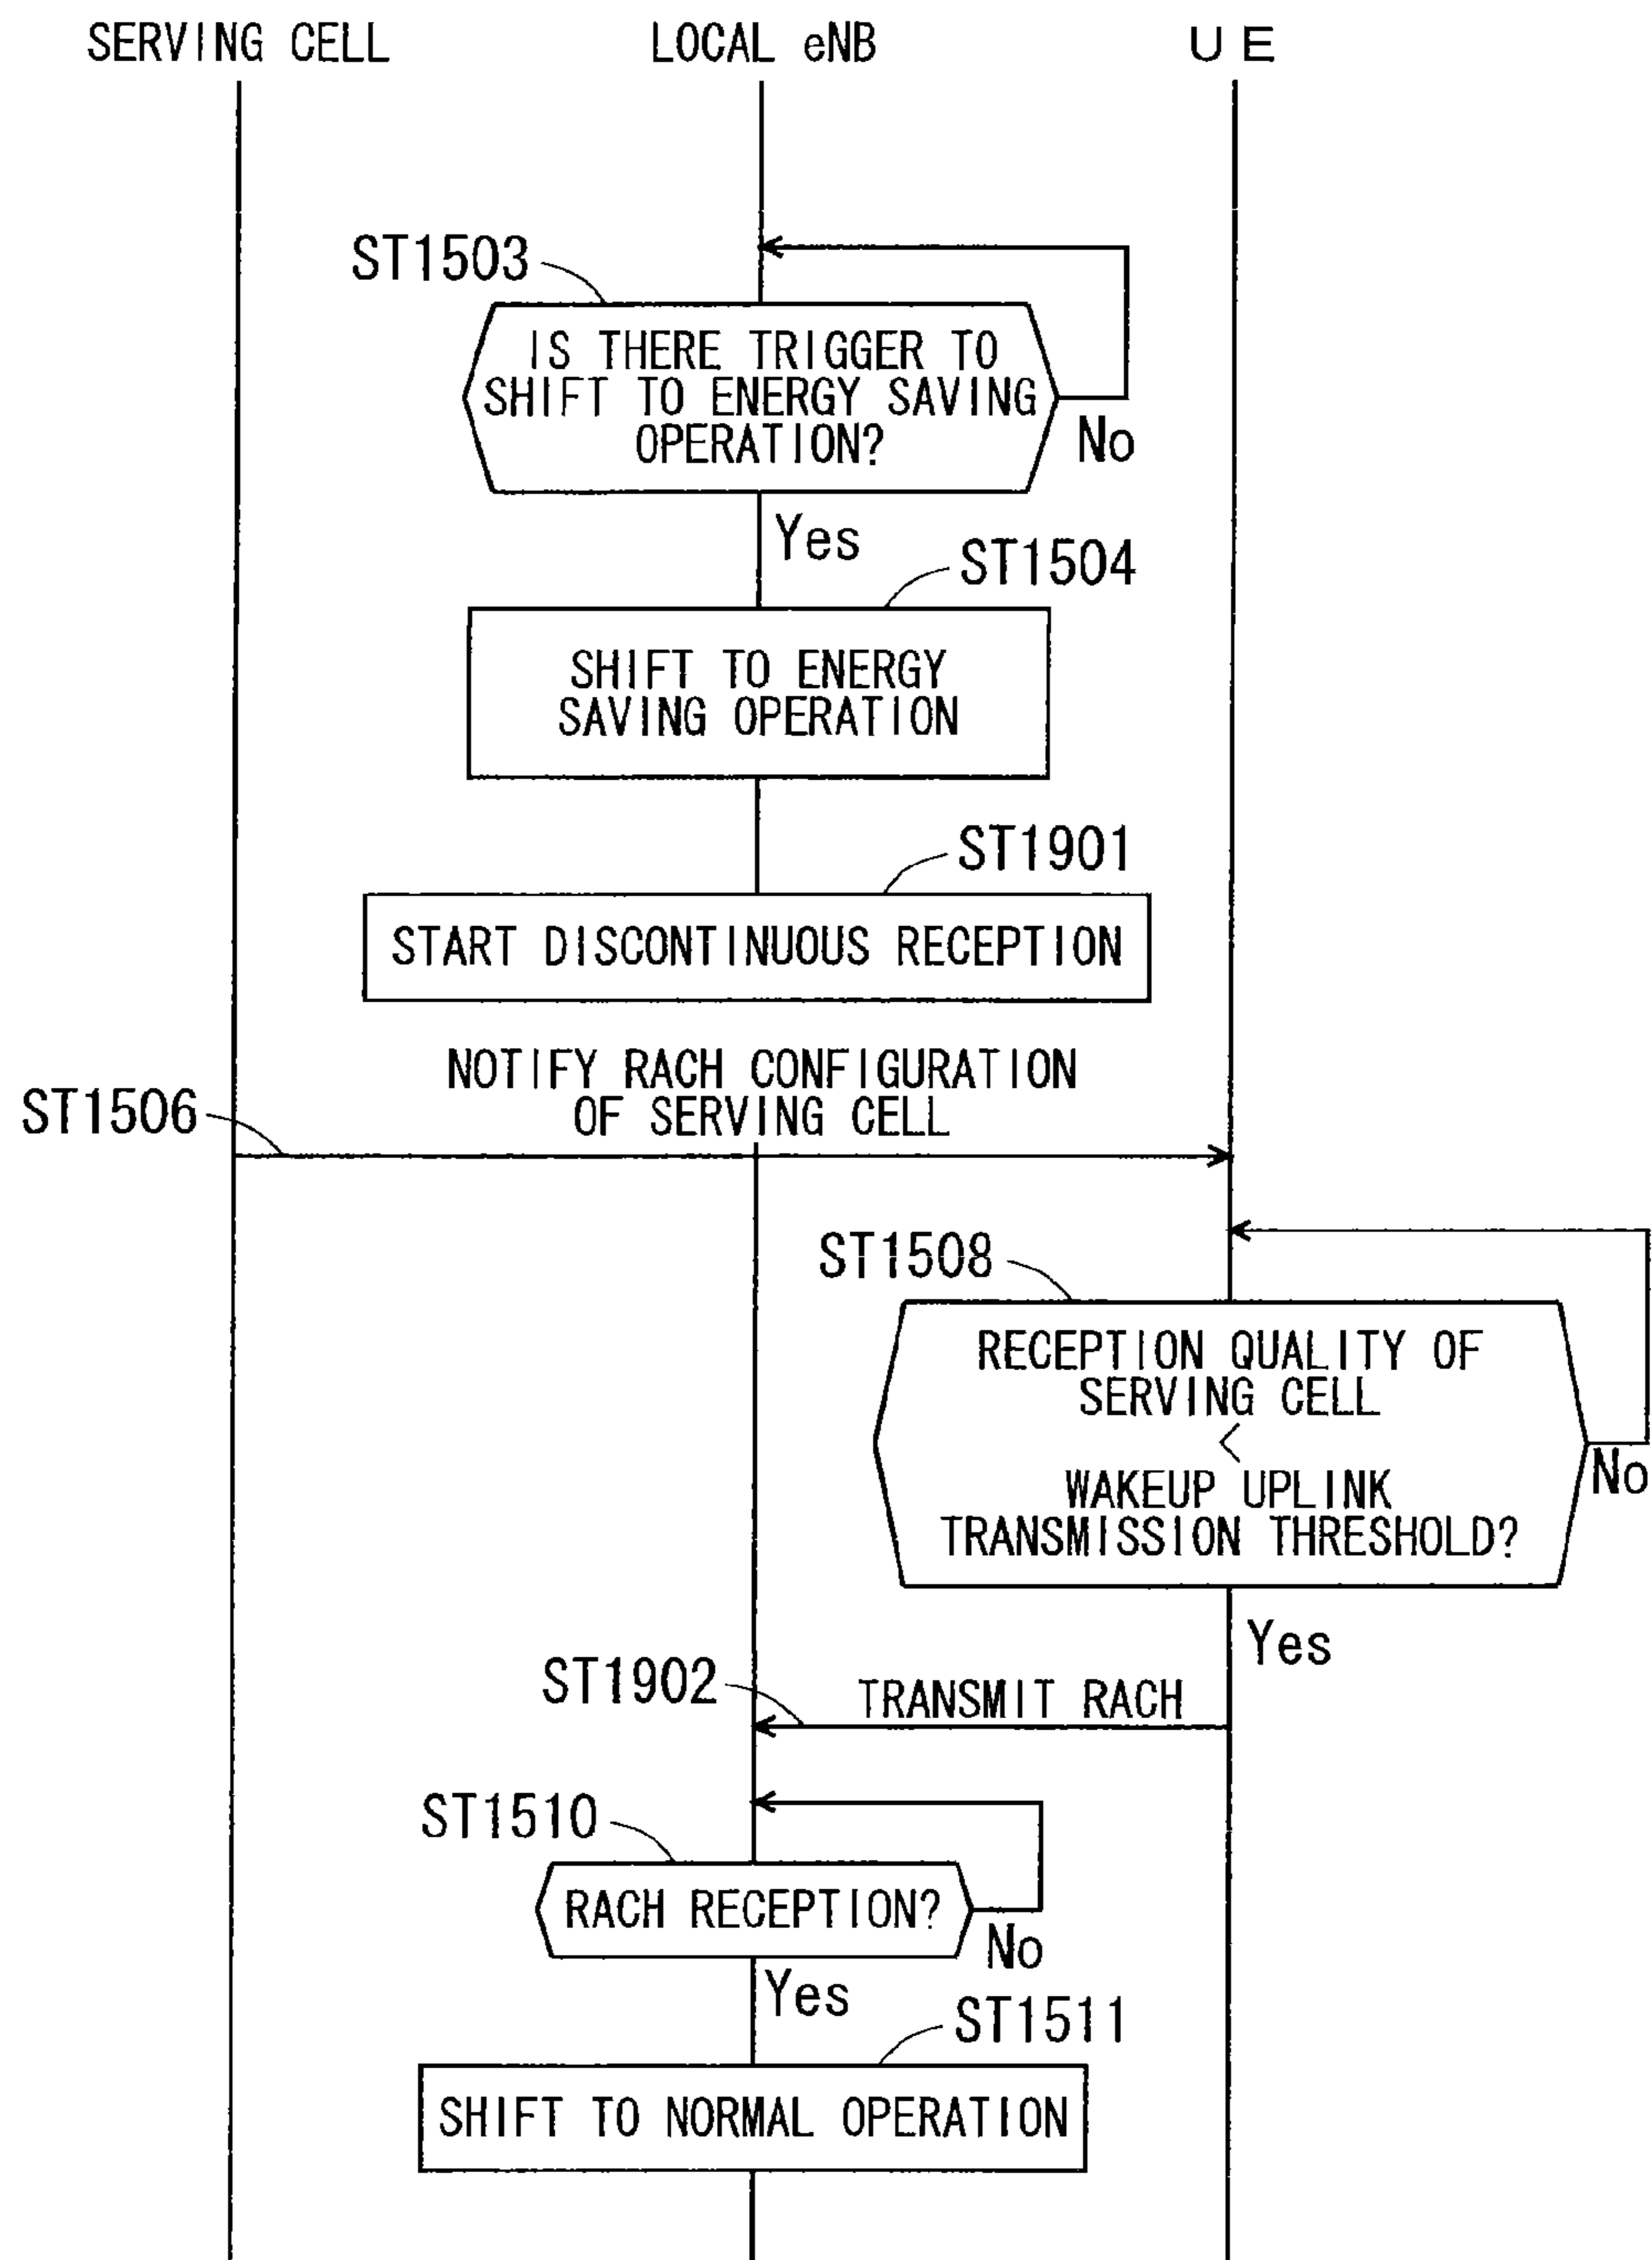 SERVING CELL
LOCAL eNB
UE
ST1503
IS THERE TRIGGER TO
SHIFT TO ENERGY SAVING
OPERATION?
No
Yes
ST1504
SHIFT TO ENERGY
SAVING OPERATION
ST1901
START DISCONTINUOUS RECEPTION
NOTIFY RACH CONFIGURATION
OF SERVING CELL
ST1506
ST1508
RECEPTION QUALITY OF
SERVING CELL
<
WAKEUP UPLINK
TRANSMISSION THRESHOLD?
No
Yes
ST1902
TRANSMIT RACH
ST1510
RACH RECEPTION?
No
Yes
ST1511
SHIFT TO NORMAL OPERATION